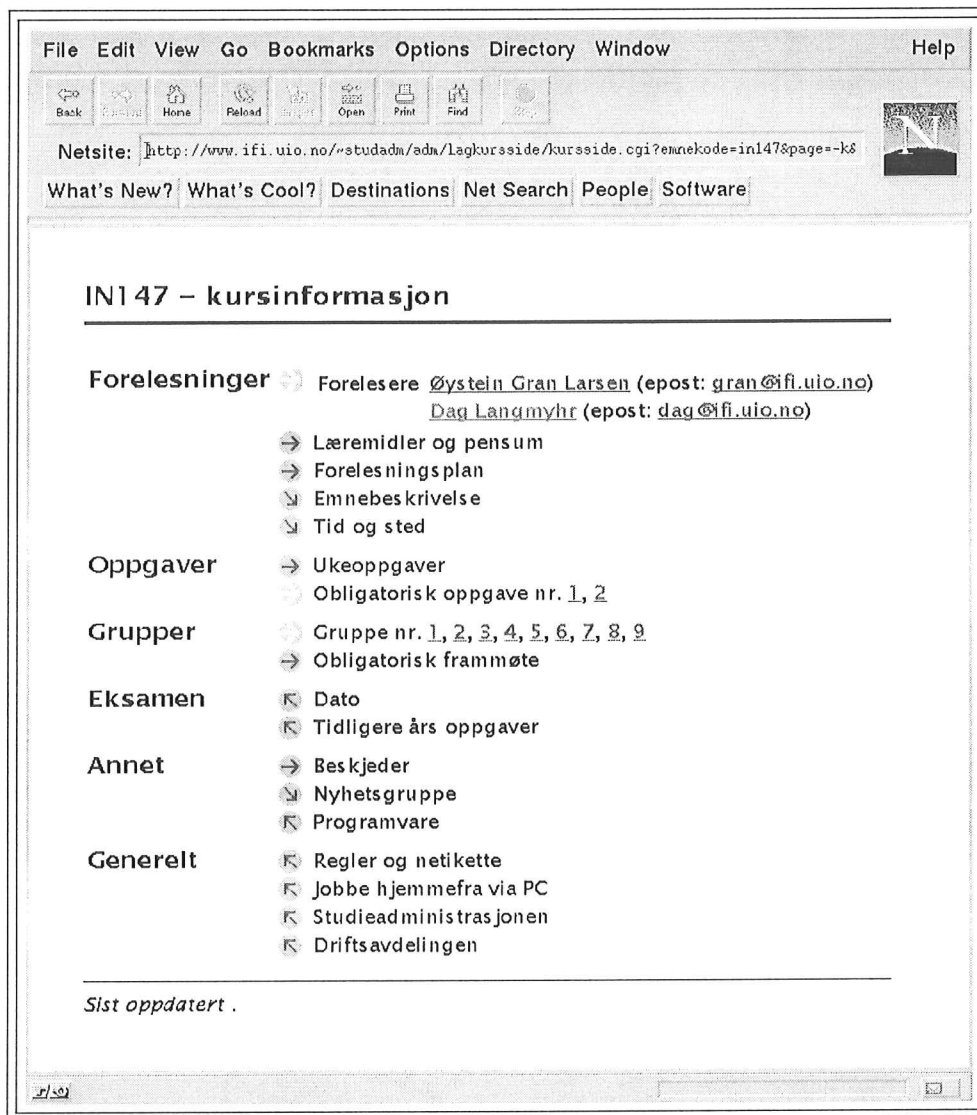 File Edit View Go Bookmarks Options Directory Window Help
Back Forward Home Reload Images Open Print Find Stop
Netsite: http://www.ifi.uio.no/~studadm/adm/lagkursside/kursside.cgi?emnekode=in147&page=-k&
N
What's New? What's Cool? Destinations Net Search People Software
IN147 – kursinformasjon
Forelesninger Forelesere Øystein Gran Larsen (epost: gran@ifi.uio.no)
Dag Langmyhr (epost: dag@ifi.uio.no)
Læremidler og pensum
Forelesningsplan
Emnebeskrivelse
Tid og sted
Oppgaver Ukeoppgaver
Obligatorisk oppgave nr. 1, 2
Grupper Gruppe nr. 1, 2, 3, 4, 5, 6, 7, 8, 9
Obligatorisk frammøte
Eksamen Dato
Tidligere års oppgaver
Annet Beskjeder
Nyhetsgruppe
Programvare
Generelt Regler og netikette
Jobbe hjemmefra via PC
Studieadministrasjonen
Driftsavdelingen
Sist oppdatert .